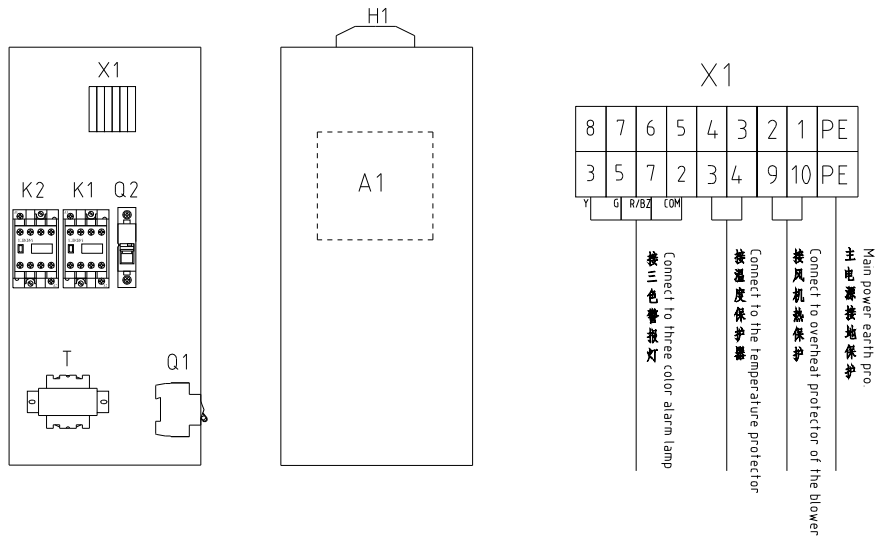 H1
X1
X1
8 7 6 5 4 3 2 1 PE
3 5 7 2 3 4 9 10 PE
Y G R/BZ COM
A1
K2 K1 Q2
T
Q1
接三色警报灯
Connect to three color alarm lamp
接温度保护器
Connect to the temperature protector
接风机热保护
Connect to overheat protector of the blower
主电源接地保护
Main power earth pro.